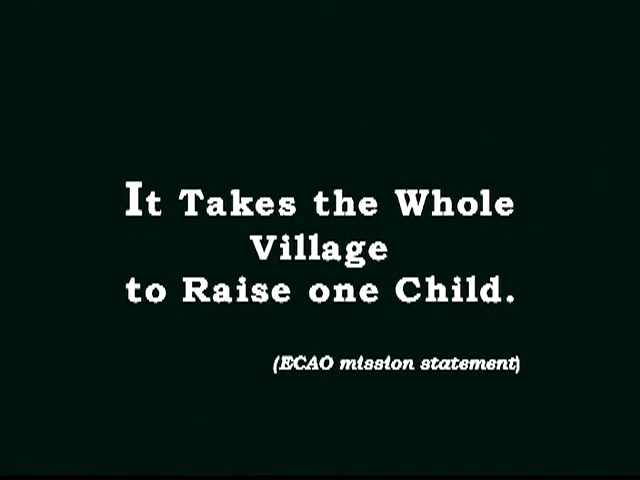 It Takes the Whole
Village
to Raise one Child.
(ECAO mission statement)